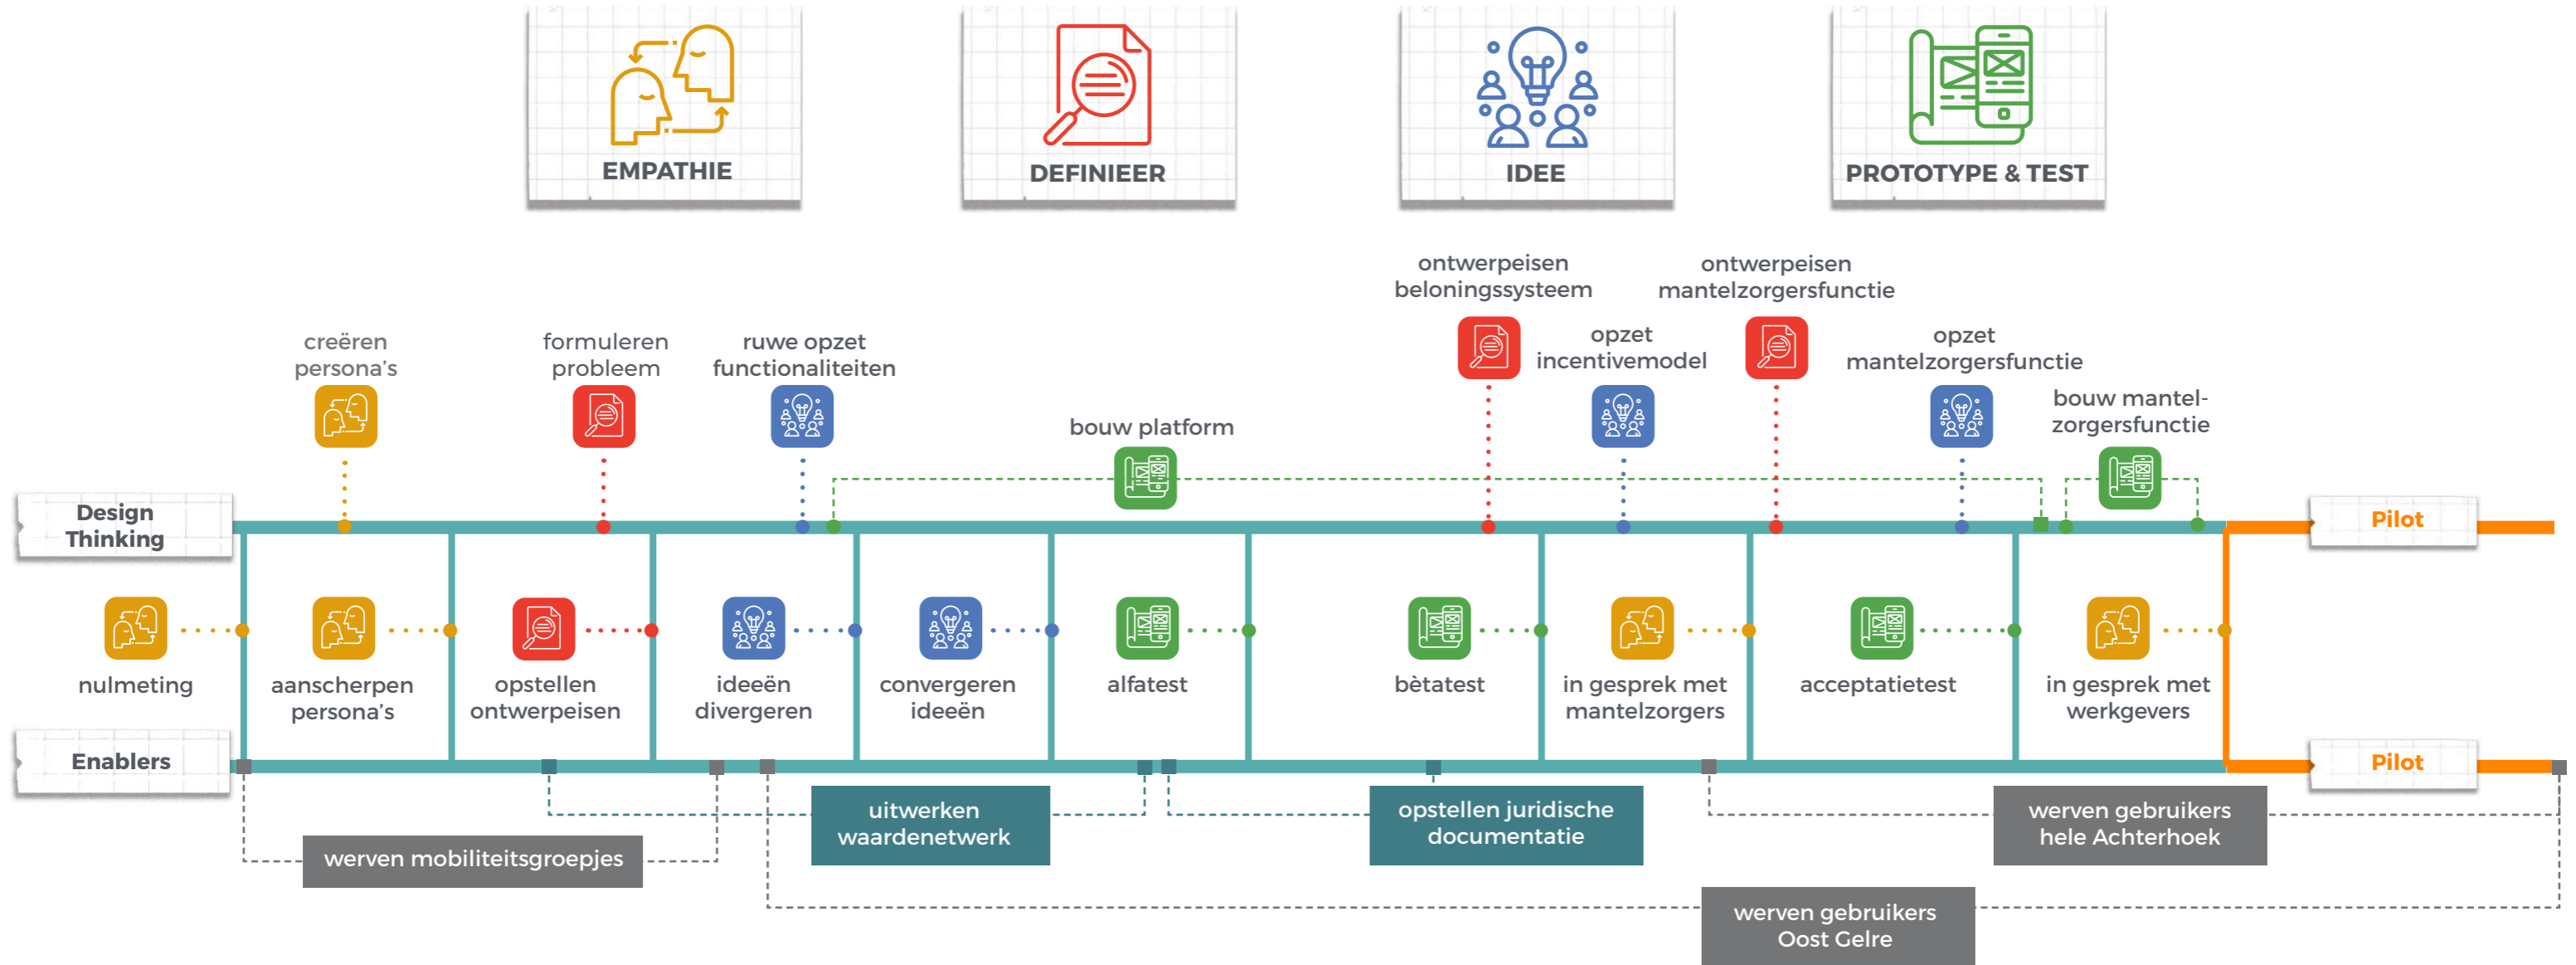 EMPATHIE
DEFINIEER
IDEE
PROTOTYPE & TEST
ontwerpeisen
beloningssysteem
ontwerpeisen
mantelzorgersfunctie
creëren
persona's
formuleren
probleem
ruwe opzet
functionaliteiten
opzet
incentivemodel
opzet
mantelzorgersfunctie
bouw platform
bouw mantel-
zorgersfunctie
Design
Thinking
Pilot
nulmeting
aanscherpen
persona's
opstellen
ontwerpeisen
ideeën
divergeren
convergeren
ideeën
alfatest
bètatest
in gesprek met
mantelzorgers
acceptatietest
in gesprek met
werkgevers
Enablers
Pilot
uitwerken
waardenetwerk
opstellen juridische
documentatie
werven gebruikers
hele Achterhoek
werven mobiliteitsgroepjes
werven gebruikers
Oost Gelre